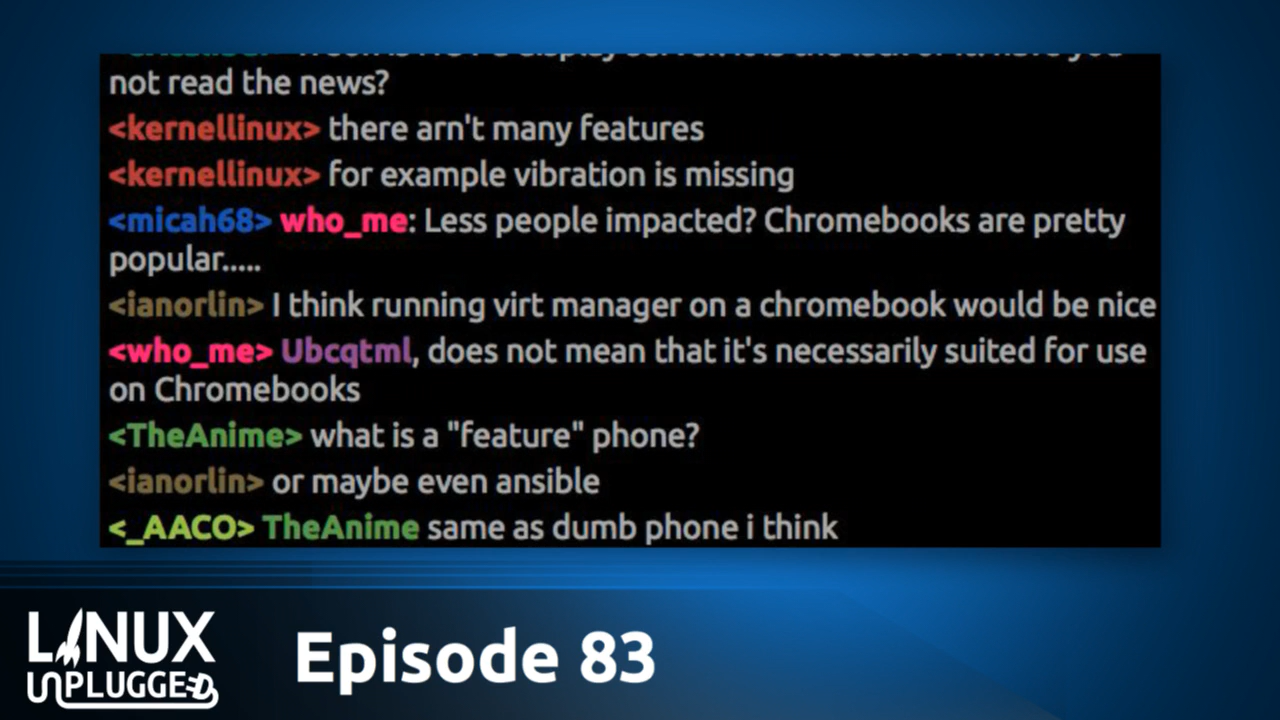 not read the news?
<kernellinux> there arn't many features
<kernellinux> for example vibration is missing
<micah68> who_me: Less people impacted? Chromebooks are pretty
popular.....
<ianorlin> I think running virt manager on a chromebook would be nice
<who_me> Ubcqtml, does not mean that it's necessarily suited for use
on Chromebooks
<TheAnime> what is a "feature" phone?
<ianorlin> or maybe even ansible
<_AACO> TheAnime same as dumb phone i think
LINUX
UNPLUGGED
Episode 83